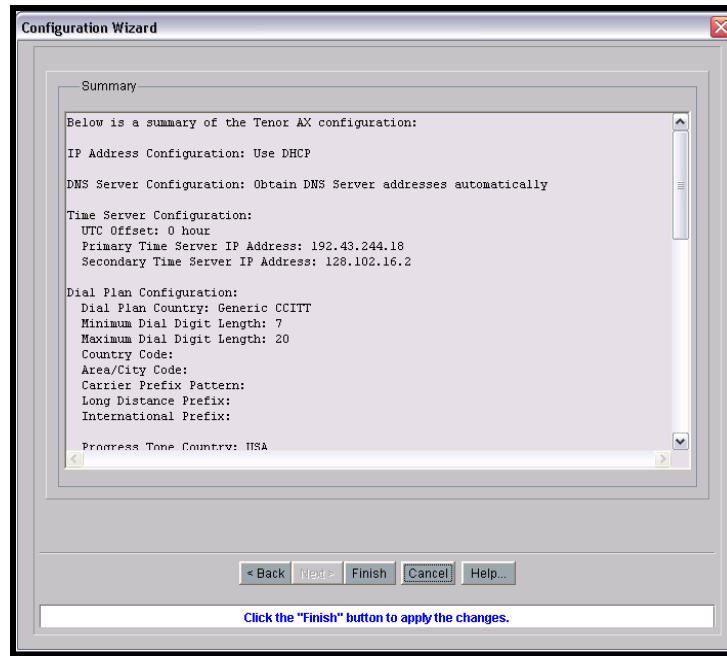 Configuration Wizard
Summary
Below is a summary of the Tenor AX configuration:
IP Address Configuration: Use DHCP
DNS Server Configuration: Obtain DNS Server addresses automatically
Time Server Configuration:
UTC Offset: 0 hour
Primary Time Server IP Address: 192.43.244.18
Secondary Time Server IP Address: 128.102.16.2
Dial Plan Configuration:
Dial Plan Country: Generic CCITT
Minimum Dial Digit Length: 7
Maximum Dial Digit Length: 20
Country Code:
Area/City Code:
Carrier Prefix Pattern:
Long Distance Prefix:
International Prefix:
Progress Tone Country: USA
< Back Next > Finish Cancel Help...
Click the "Finish" button to apply the changes.